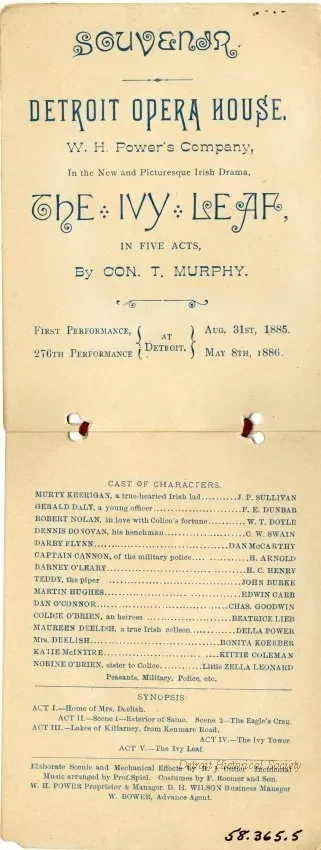 SOUVENIR.
DETROIT OPERA HOUSE.
W. H. Power's Company,
In the New and Picturesque Irish Drama,
THE IVY LEAF,
IN FIVE ACTS,
By CON. T. MURPHY.
FIRST PERFORMANCE, { AT } AUG. 31ST, 1885.
276TH PERFORMANCE { DETROIT. } MAY 8TH, 1886.
CAST OF CHARACTERS.
MURTY KERRIGAN, a true-hearted Irish lad..........J. P. SULLIVAN
GERALD DALY, a young officer..........F. E. DUNBAR
ROBERT NOLAN, in love with Colice's fortune..........W. T. DOYLE
DENNIS DONOVAN, his henchman..........C. W. SWAIN
DARBY FLYNN..........DAN McCARTHY
CAPTAIN CANNON, of the military police..........H. ARNOLD
BARNEY O'LEARY..........H. C. HENRY
TEDDY, the piper..........JOHN BURKE
MARTIN HUGHES..........EDWIN CARR
DAN O'CONNOR..........CHAS. GOODWIN
COLICE O'BRIEN, an heiress..........BEATRICE LIEB
MAUREEN DEELISH, a true Irish colleen..........DELLA POWER
Mrs. DEELISH..........BONITA KOERBER
KATIE McINTIRE..........KITTIE COLEMAN
NORINE O'BRIEN, sister to Colice..........Little ZELLA LEONARD
Peasants, Military, Police, etc.
SYNOPSIS:
ACT I.—Home of Mrs. Deelish.
ACT II.—Scene 1—Exterior of Same. Scene 2—The Eagle's Crag.
ACT III.—Lakes of Killarney, from Kenmare Road.
ACT IV.—The Ivy Tower.
ACT V.—The Ivy Leaf.
Detroit Historical Society
Elaborate Scenic and Mechanical Effects by R. J. Cutler Incidental
Music arranged by Prof. Spiel. Costumes by F. Roemer and Son.
W. H. POWER Proprietor & Manager. D. H. WILSON Business Manager
W. BOWER, Advance Agent.
58.365.5